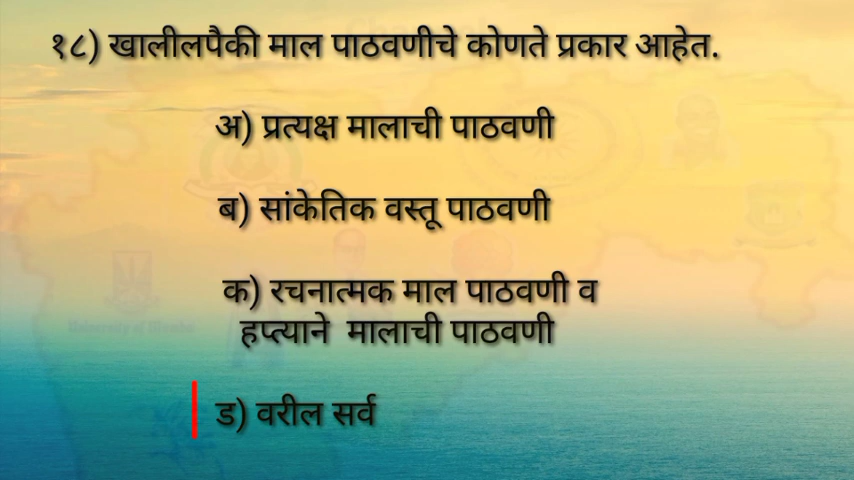 १८) खालीलपैकी माल पाठवणीचे कोणते प्रकार आहेत.
अ) प्रत्यक्ष मालाची पाठवणी
ब) सांकेतिक वस्तू पाठवणी
क) रचनात्मक माल पाठवणी व
हप्त्याने मालाची पाठवणी
ड) वरील सर्व